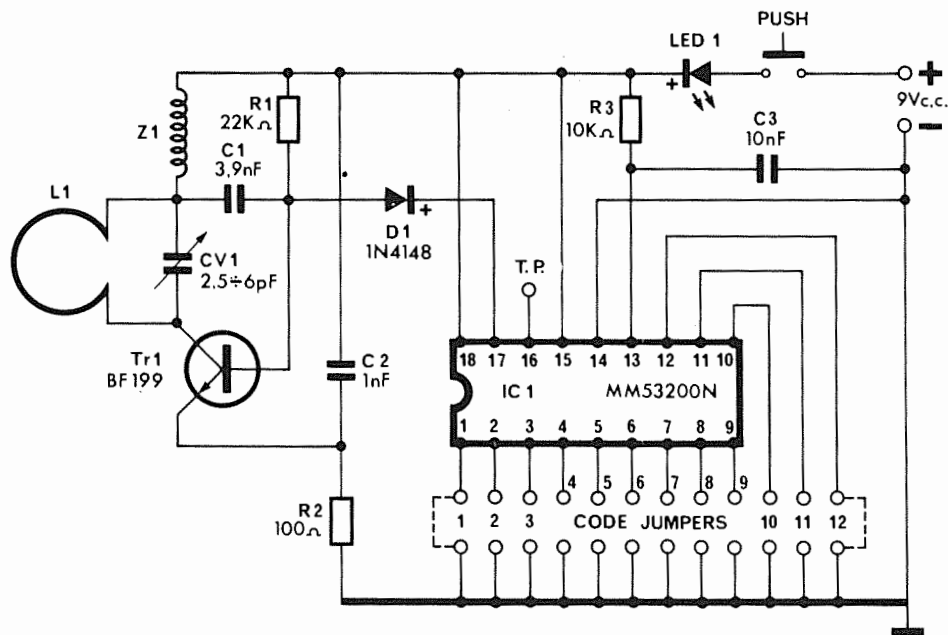 PUSH
LED 1
+
+
9Vc.c.
−
R1
22KΩ
R3
10KΩ
C3
10nF
Z1
C1
3,9nF
L1
D1
1N4148
+
CV1
2,5÷6pF
T.P.
Tr1
BF199
C2
1nF
18 17 16 15 14 13 12 11 10
IC 1 MM53200N
1 2 3 4 5 6 7 8 9
4 5 6 7 8 9
R2
100Ω
1 2 3 CODE JUMPERS 10 11 12